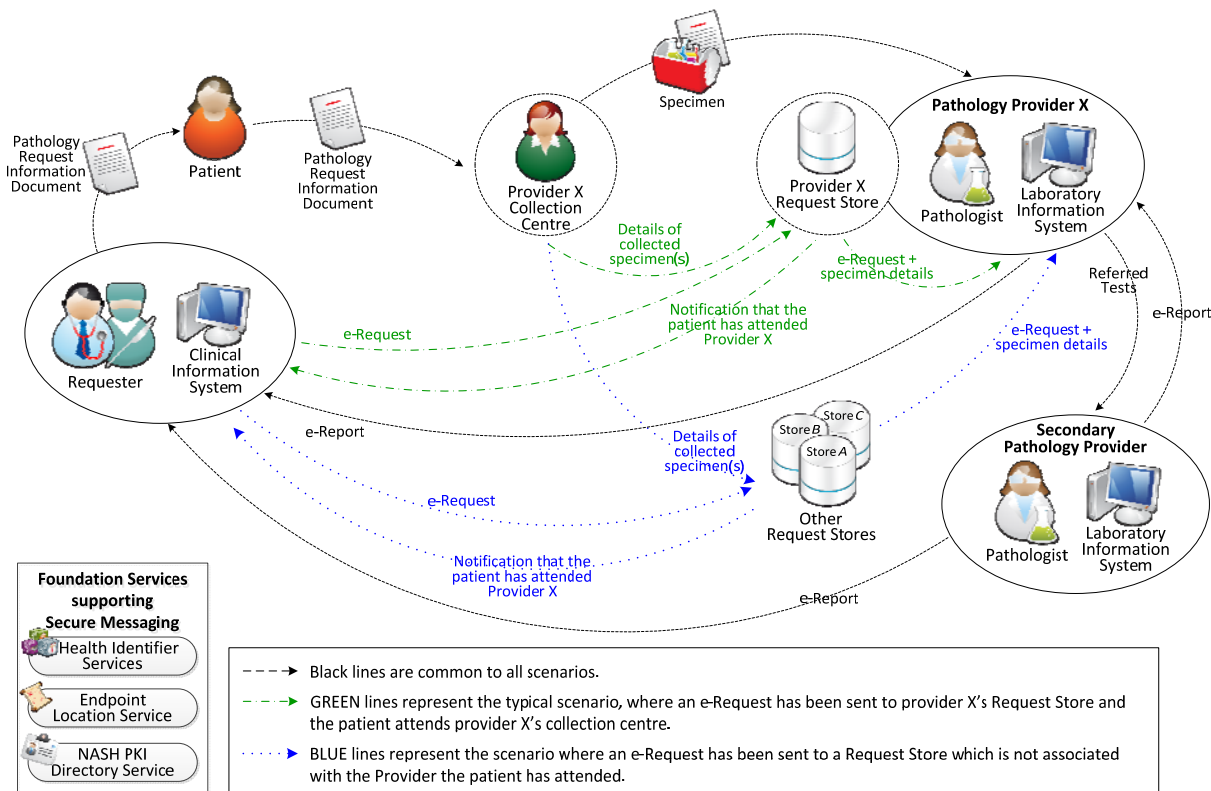 Specimen
Pathology Provider X
Pathologist
Laboratory
Information
System
Pathology
Request
Information
Document
Patient
Pathology
Request
Information
Document
Provider X
Collection
Centre
Provider X
Request Store
Details of
collected
specimen(s)
e-Request +
specimen details
Referred
Tests
e-Report
Notification that the
patient has attended
Provider X
e-Request
e-Request +
specimen details
Requester
Clinical
Information
System
e-Report
Details of
collected
specimen(s)
Store C
Store B
Store A
Other
Request Stores
Secondary
Pathology Provider
Pathologist
Laboratory
Information
System
e-Request
Notification that the
patient has attended
Provider X
e-Report
Foundation Services
supporting
Secure Messaging
Health Identifier
Services
Endpoint
Location Service
NASH PKI
Directory Service
Black lines are common to all scenarios.
GREEN lines represent the typical scenario, where an e-Request has been sent to provider X's Request Store and
the patient attends provider X's collection centre.
BLUE lines represent the scenario where an e-Request has been sent to a Request Store which is not associated
with the Provider the patient has attended.